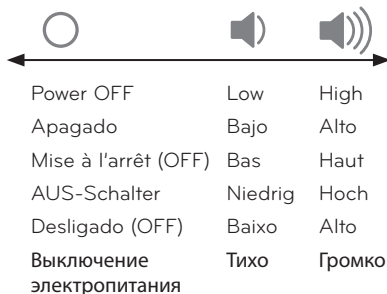 Power OFF Low High
Apagado Bajo Alto
Mise à l'arrêt (OFF) Bas Haut
AUS-Schalter Niedrig Hoch
Desligado (OFF) Baixo Alto
Выключение Тихо Громко
электропитания